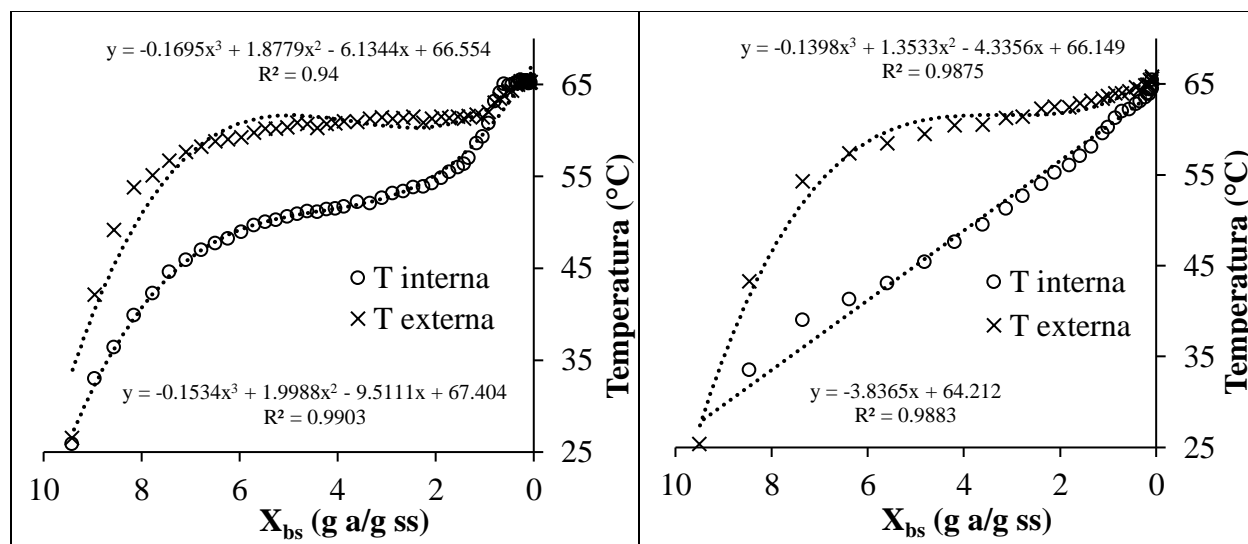 y = -0.1695x³ + 1.8779x² - 6.1344x + 66.554
R² = 0.94
65
55
45
35
25
Temperatura (°C)
T interna
T externa
y = -0.1534x³ + 1.9988x² - 9.5111x + 67.404
R² = 0.9903
10
8
6
4
2
0
X_bs (g a/g ss)
y = -0.1398x³ + 1.3533x² - 4.3356x + 66.149
R² = 0.9875
65
55
45
35
25
Temperatura (°C)
T interna
T externa
y = -3.8365x + 64.212
R² = 0.9883
10
8
6
4
2
0
X_bs (g a/g ss)